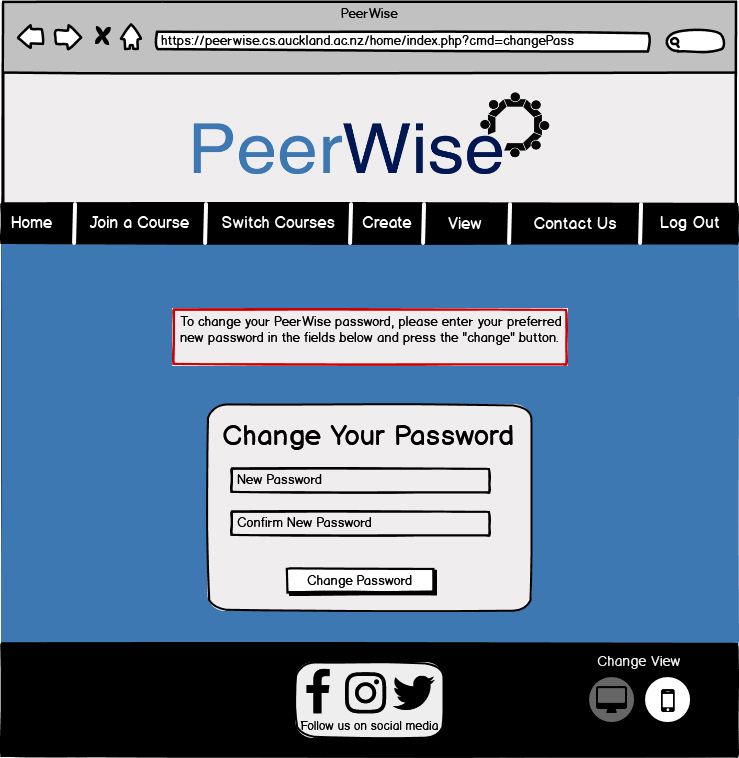 PeerWise
https://peerwise.cs.auckland.ac.nz/home/index.php?cmd=changePass
PeerWise
Home Join a Course Switch Courses Create View Contact Us Log Out
To change your PeerWise password, please enter your preferred
new password in the fields below and press the "change" button.
Change Your Password
New Password
Confirm New Password
Change Password
Change View
Follow us on social media